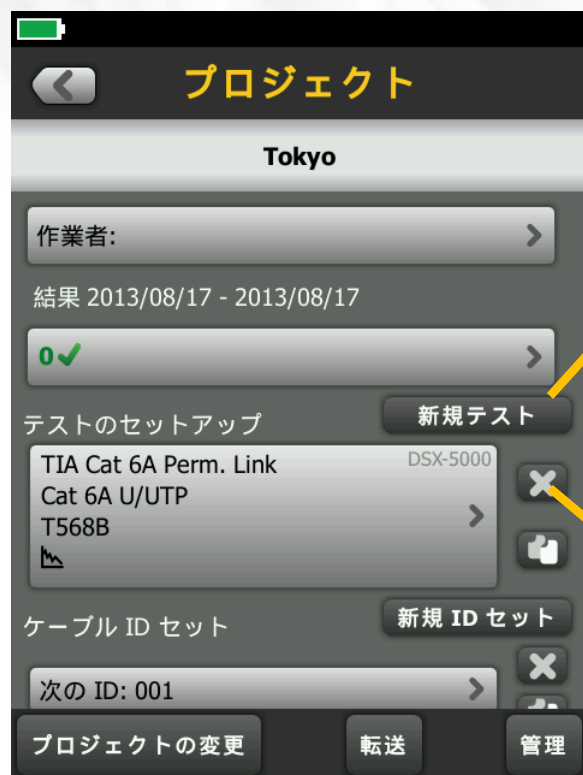 プロジェクト
Tokyo
作業者:
結果 2013/08/17 - 2013/08/17
0
テストのセットアップ
新規テスト
TIA Cat 6A Perm. Link
DSX-5000
Cat 6A U/UTP
T568B
ケーブル ID セット
新規 ID セット
次の ID: 001
プロジェクトの変更
転送
管理